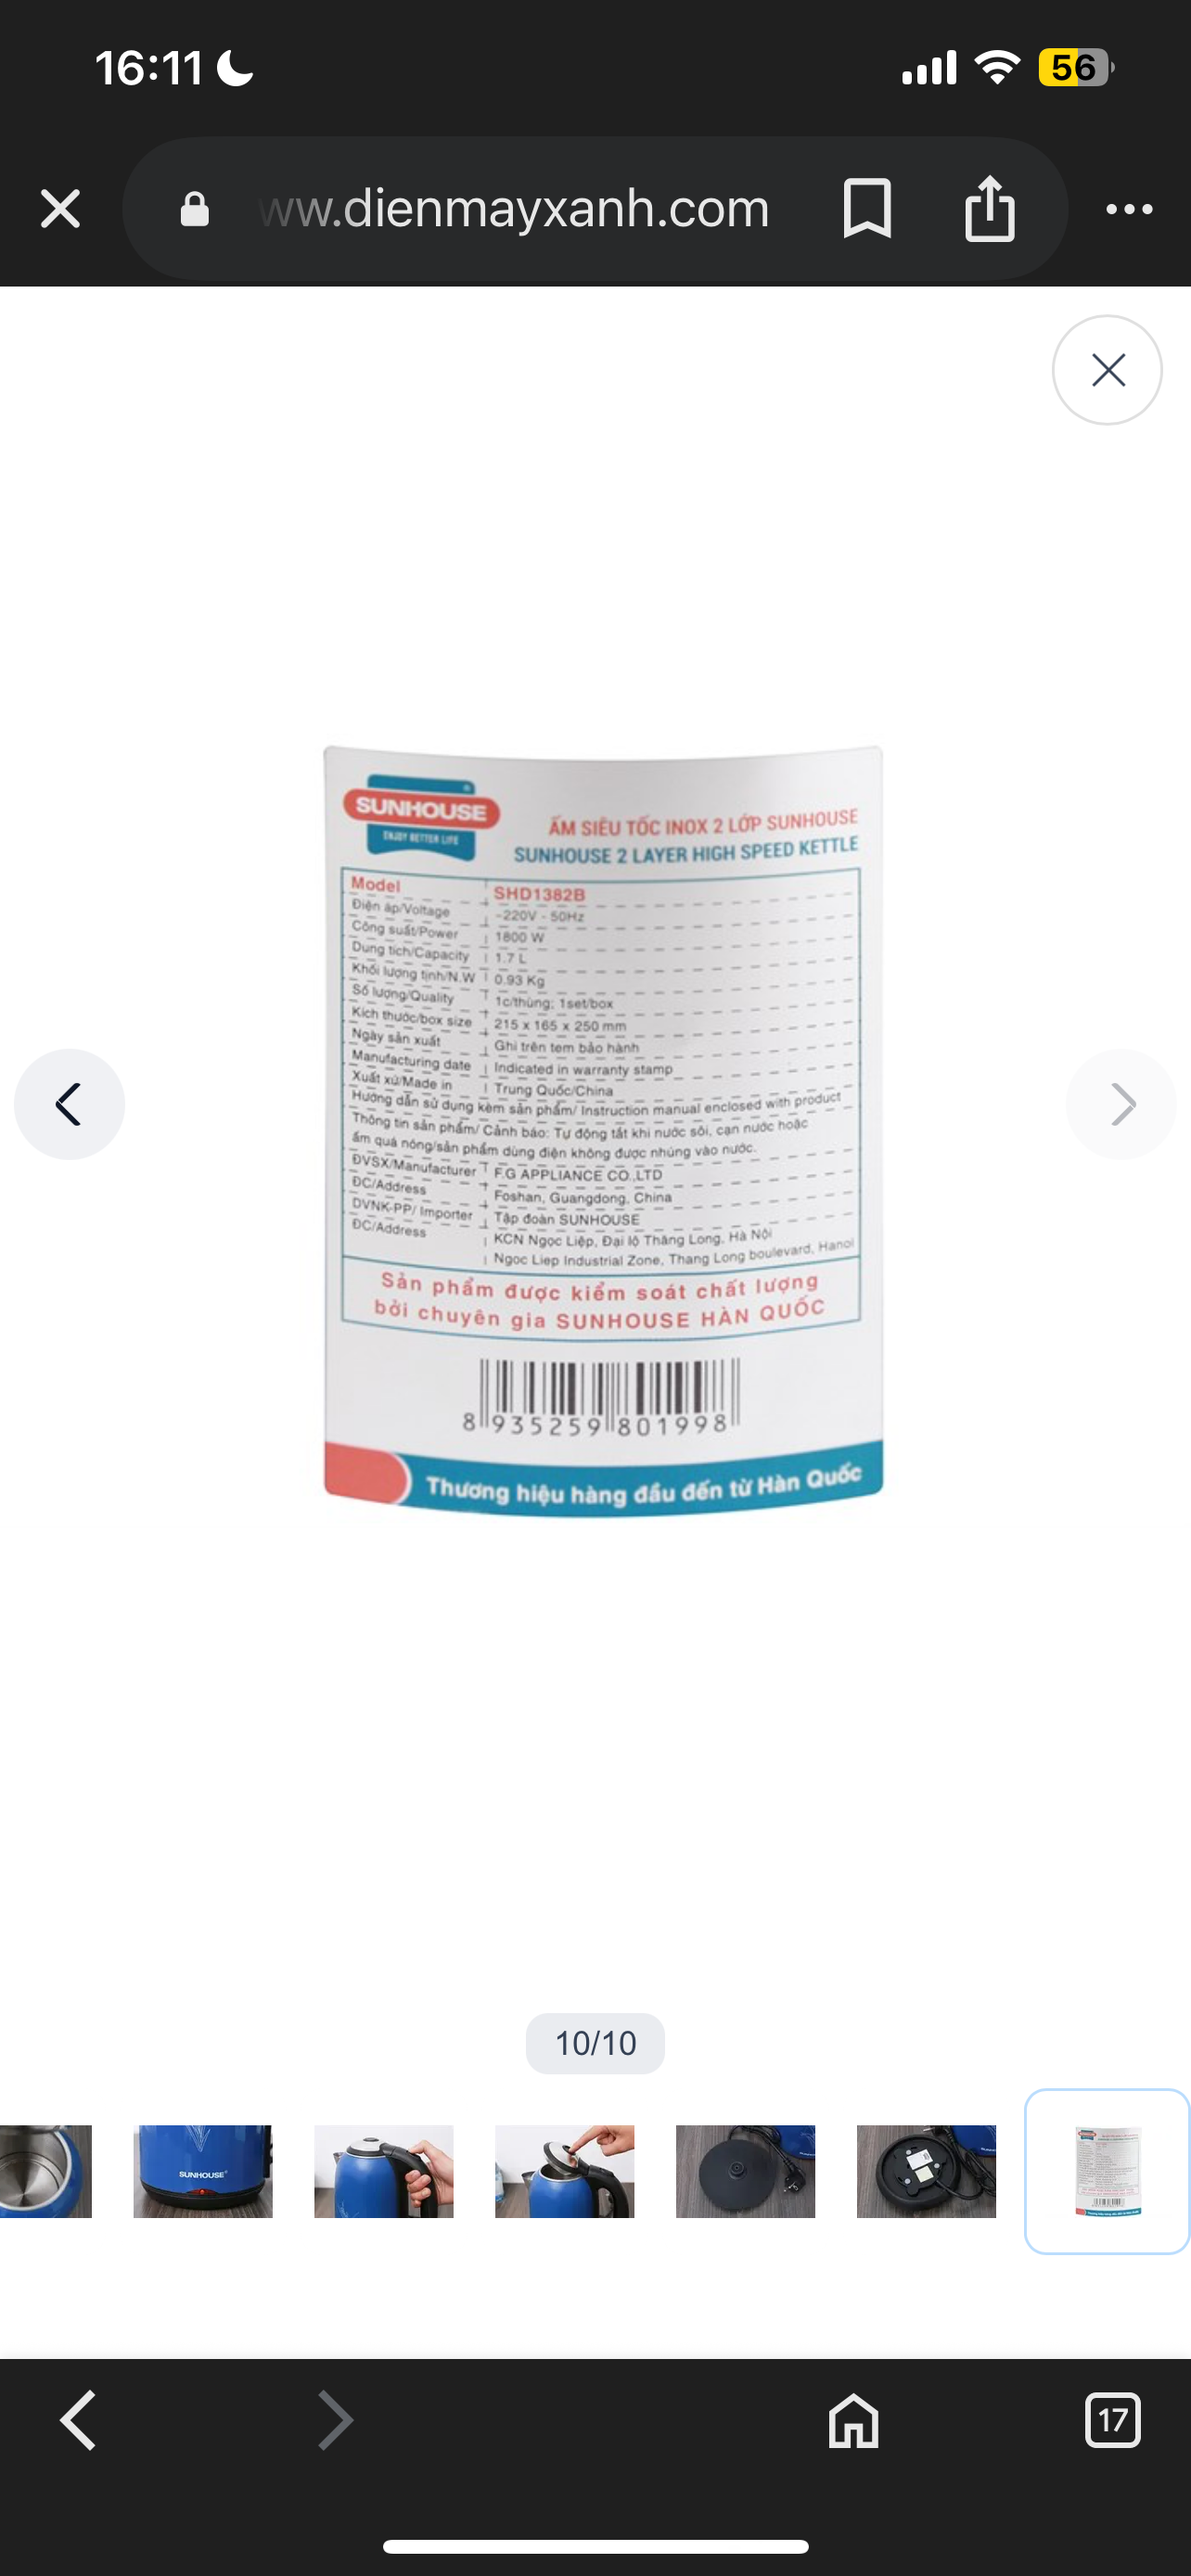 16:11
56
ww.dienmayxanh.com
SUNHOUSE
ENJOY BETTER LIFE
ẤM SIÊU TỐC INOX 2 LỚP SUNHOUSE
SUNHOUSE 2 LAYER HIGH SPEED KETTLE
Model SHD1382B
Điện áp/Voltage ~220V - 50Hz
Công suất/Power 1800 W
Dung tích/Capacity 1.7 L
Khối lượng tịnh/N.W 0.93 Kg
Số lượng/Quality 1c/thùng; 1set/box
Kích thước/box size 215 x 165 x 250 mm
Ngày sản xuất Ghi trên tem bảo hành
Manufacturing date Indicated in warranty stamp
Xuất xứ/Made in Trung Quốc/China
Hướng dẫn sử dụng kèm sản phẩm/ Instruction manual enclosed with product
Thông tin sản phẩm/ Cảnh báo: Tự động tắt khi nước sôi, cạn nước hoặc
ấm quá nóng/sản phẩm dùng điện không được nhúng vào nước.
ĐVSX/Manufacturer F.G APPLIANCE CO.,LTD
ĐC/Address Foshan, Guangdong, China
DVNK-PP/ Importer Tập đoàn SUNHOUSE
ĐC/Address KCN Ngọc Liệp, Đại lộ Thăng Long, Hà Nội
Ngoc Liep Industrial Zone, Thang Long boulevard, Hanoi
Sản phẩm được kiểm soát chất lượng
bởi chuyên gia SUNHOUSE HÀN QUỐC
8 935259 801998
Thương hiệu hàng đầu đến từ Hàn Quốc
10/10
SUNHOUSE
17